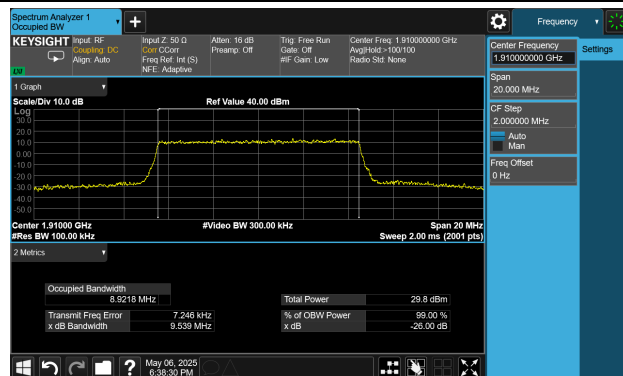 Spectrum Analyzer 1
Occupied BW
Frequency
KEYSIGHT
Input: RF
Coupling: DC
Align: Auto
Input Z: 50 Ω
Corr CCorr
Freq Ref: Int (S)
NFE: Adaptive
Atten: 16 dB
Preamp: Off
Trig: Free Run
Gate: Off
#IF Gain: Low
Center Freq: 1.910000000 GHz
Avg|Hold:>100/100
Radio Std: None
Center Frequency
1.910000000 GHz
Settings
Span
20.000 MHz
CF Step
2.000000 MHz
Auto
Man
Freq Offset
0 Hz
1 Graph
Scale/Div 10.0 dB
Ref Value 40.00 dBm
Log
30.0
20.0
10.0
0.00
-10.0
-20.0
-30.0
-40.0
-50.0
Center 1.91000 GHz
#Video BW 300.00 kHz
Span 20 MHz
#Res BW 100.00 kHz
Sweep 2.00 ms (2001 pts)
2 Metrics
Occupied Bandwidth
8.9218 MHz
Total Power 29.8 dBm
Transmit Freq Error 7.246 kHz
% of OBW Power 99.00 %
x dB Bandwidth 9.539 MHz
x dB -26.00 dB
May 06, 2025
6:38:30 PM